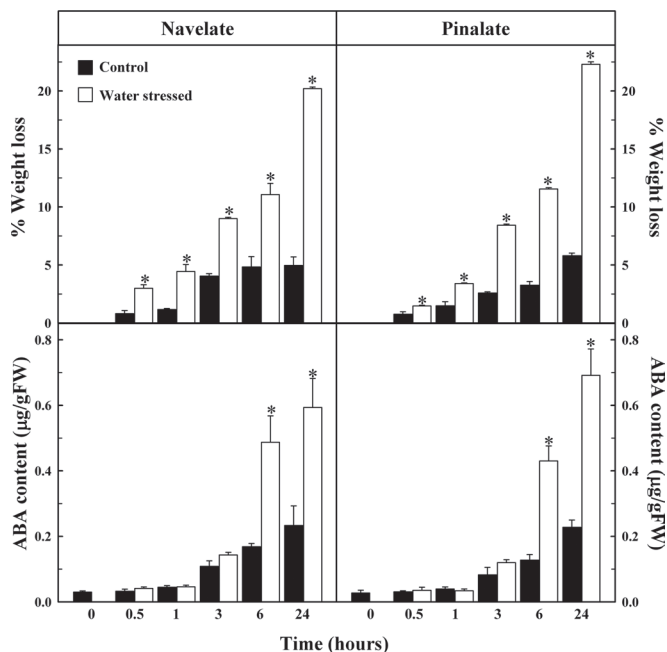 Navelate Pinalate
Control
Water stressed
% Weight loss
20
15
10
5
0
* * * * *
* * * * *
% Weight loss
20
15
10
5
0
ABA content (µg/gFW)
0.8
0.6
0.4
0.2
0.0
* *
* *
ABA content (µg/gFW)
0.8
0.6
0.4
0.2
0.0
0 0.5 1 3 6 24 0 0.5 1 3 6 24
Time (hours)